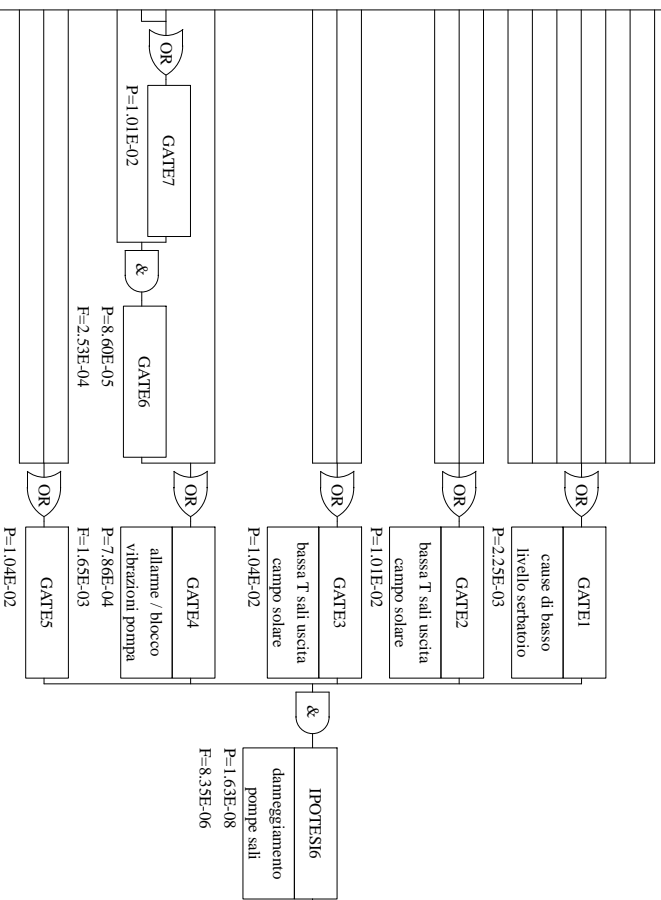 IPOTESI6
danneggiamento
pompe sali
P=1.63E-08
F=8.35E-06
&
GATE1
cause di basso
livello serbatoio
P=2.25E-03
OR
GATE2
bassa T sali uscita
campo solare
P=1.01E-02
OR
GATE3
bassa T sali uscita
campo solare
P=1.04E-02
OR
GATE4
allarme / blocco
vibrazioni pompa
P=7.86E-04
F=1.65E-03
OR
GATE5
P=1.04E-02
OR
GATE6
P=8.60E-05
F=2.53E-04
&
GATE7
P=1.01E-02
OR